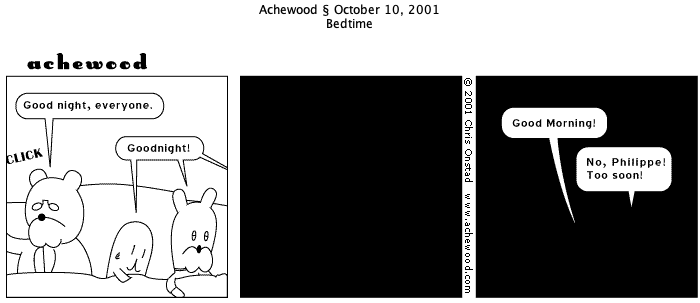 Achewood § October 10, 2001
Bedtime
achewood
Good night, everyone.
CLICK
Goodnight!
© 2001 Chris Onstad www.achewood.com
Good Morning!
No, Philippe!
Too soon!